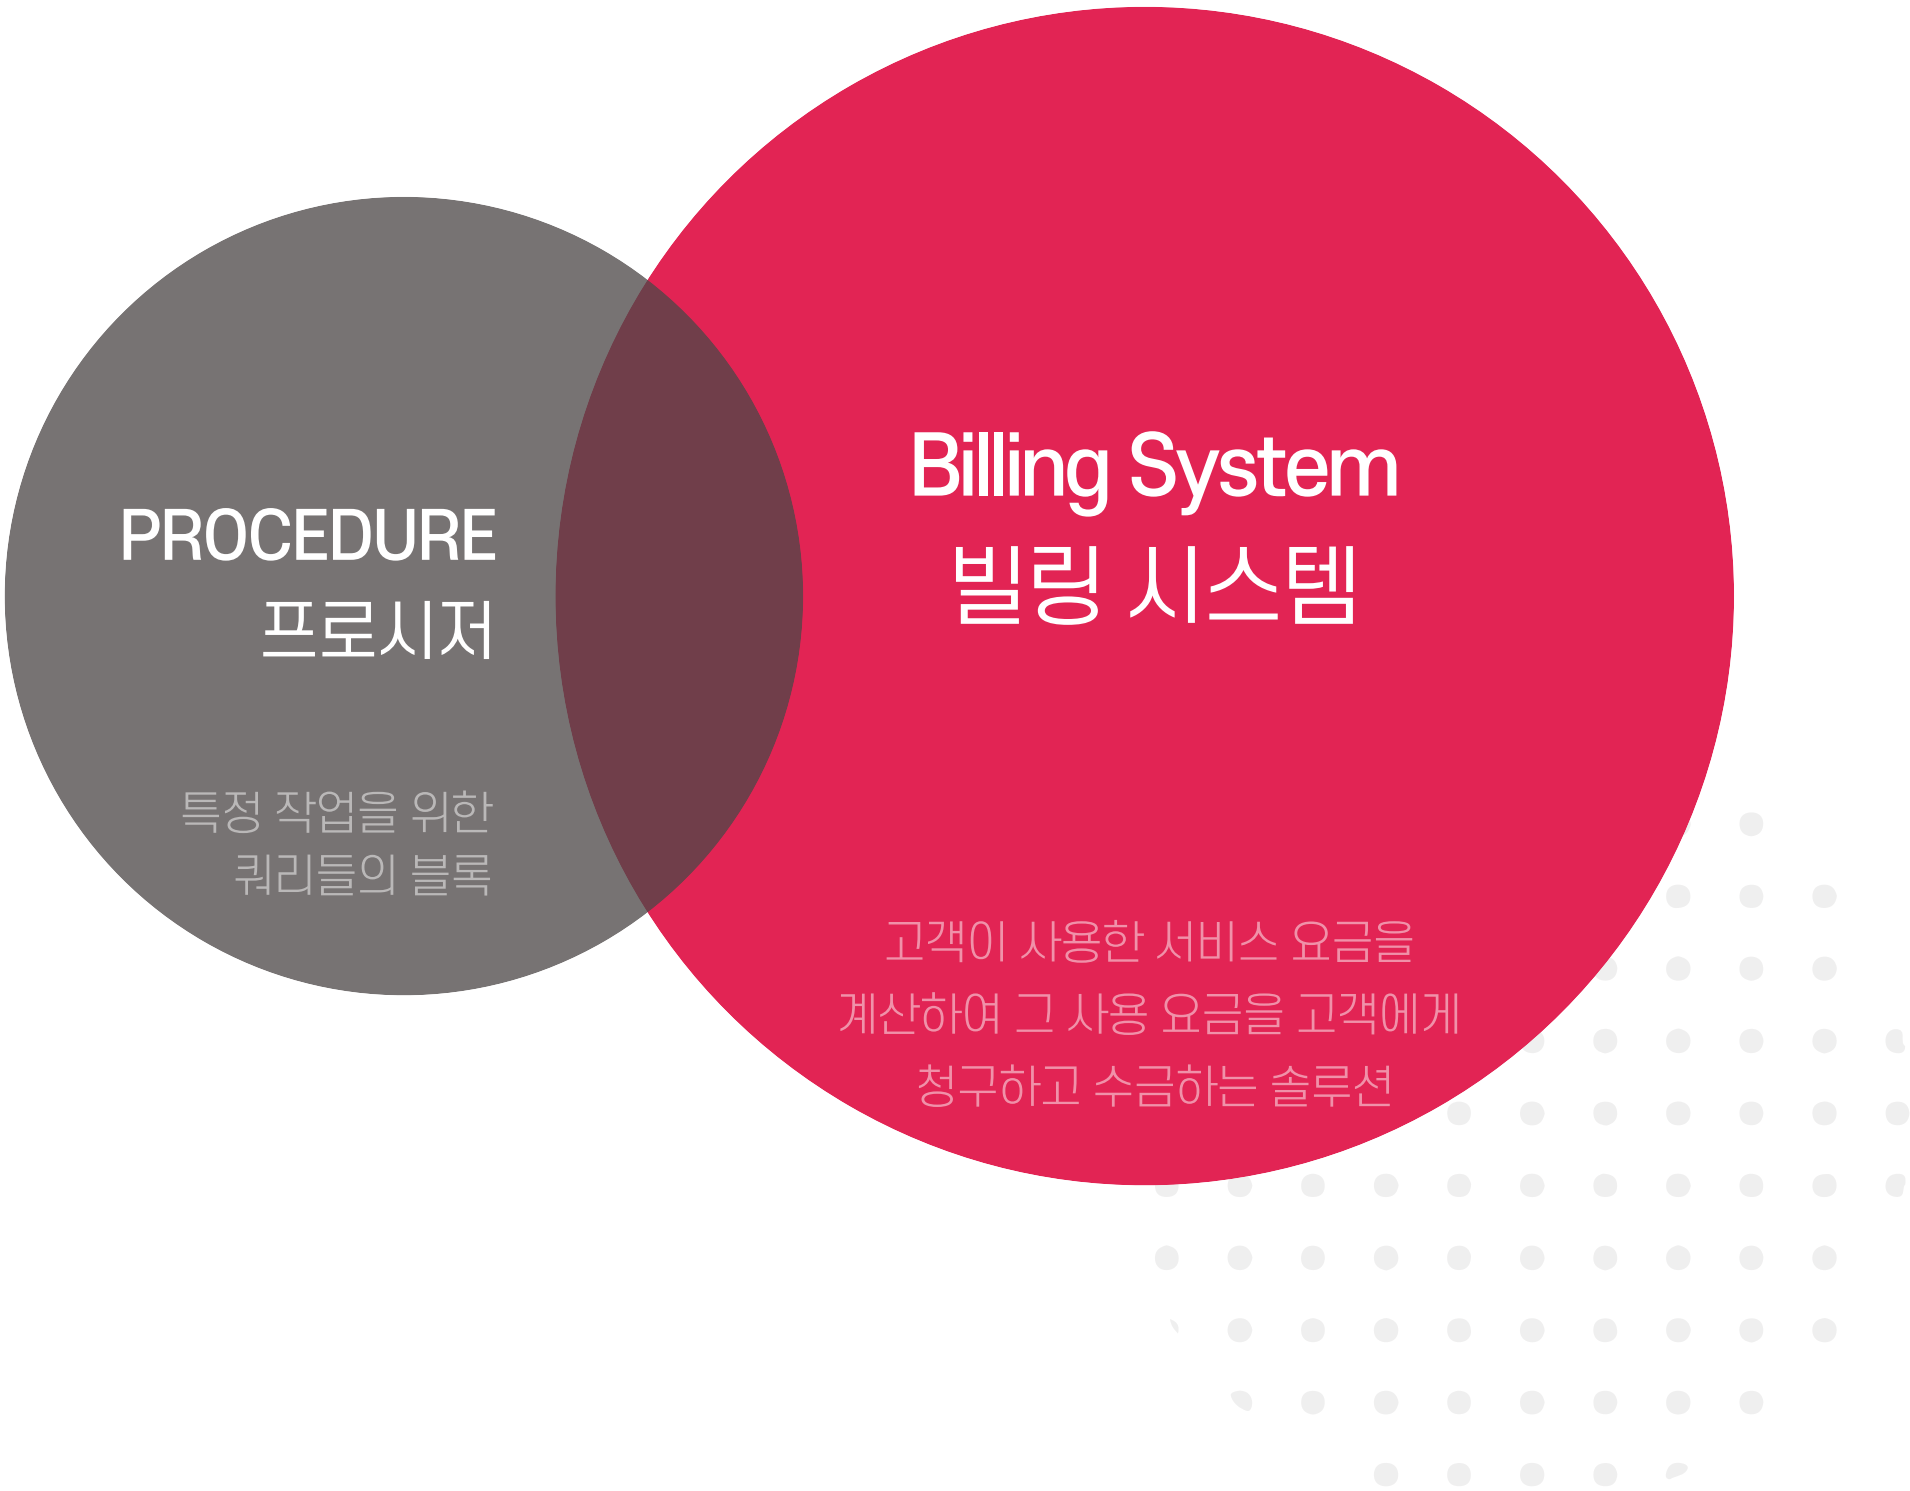 PROCEDURE
프로시저
특정 작업을 위한
쿼리들의 블록
Billing System
빌링 시스템
고객이 사용한 서비스 요금을
계산하여 그 사용 요금을 고객에게
청구하고 수금하는 솔루션